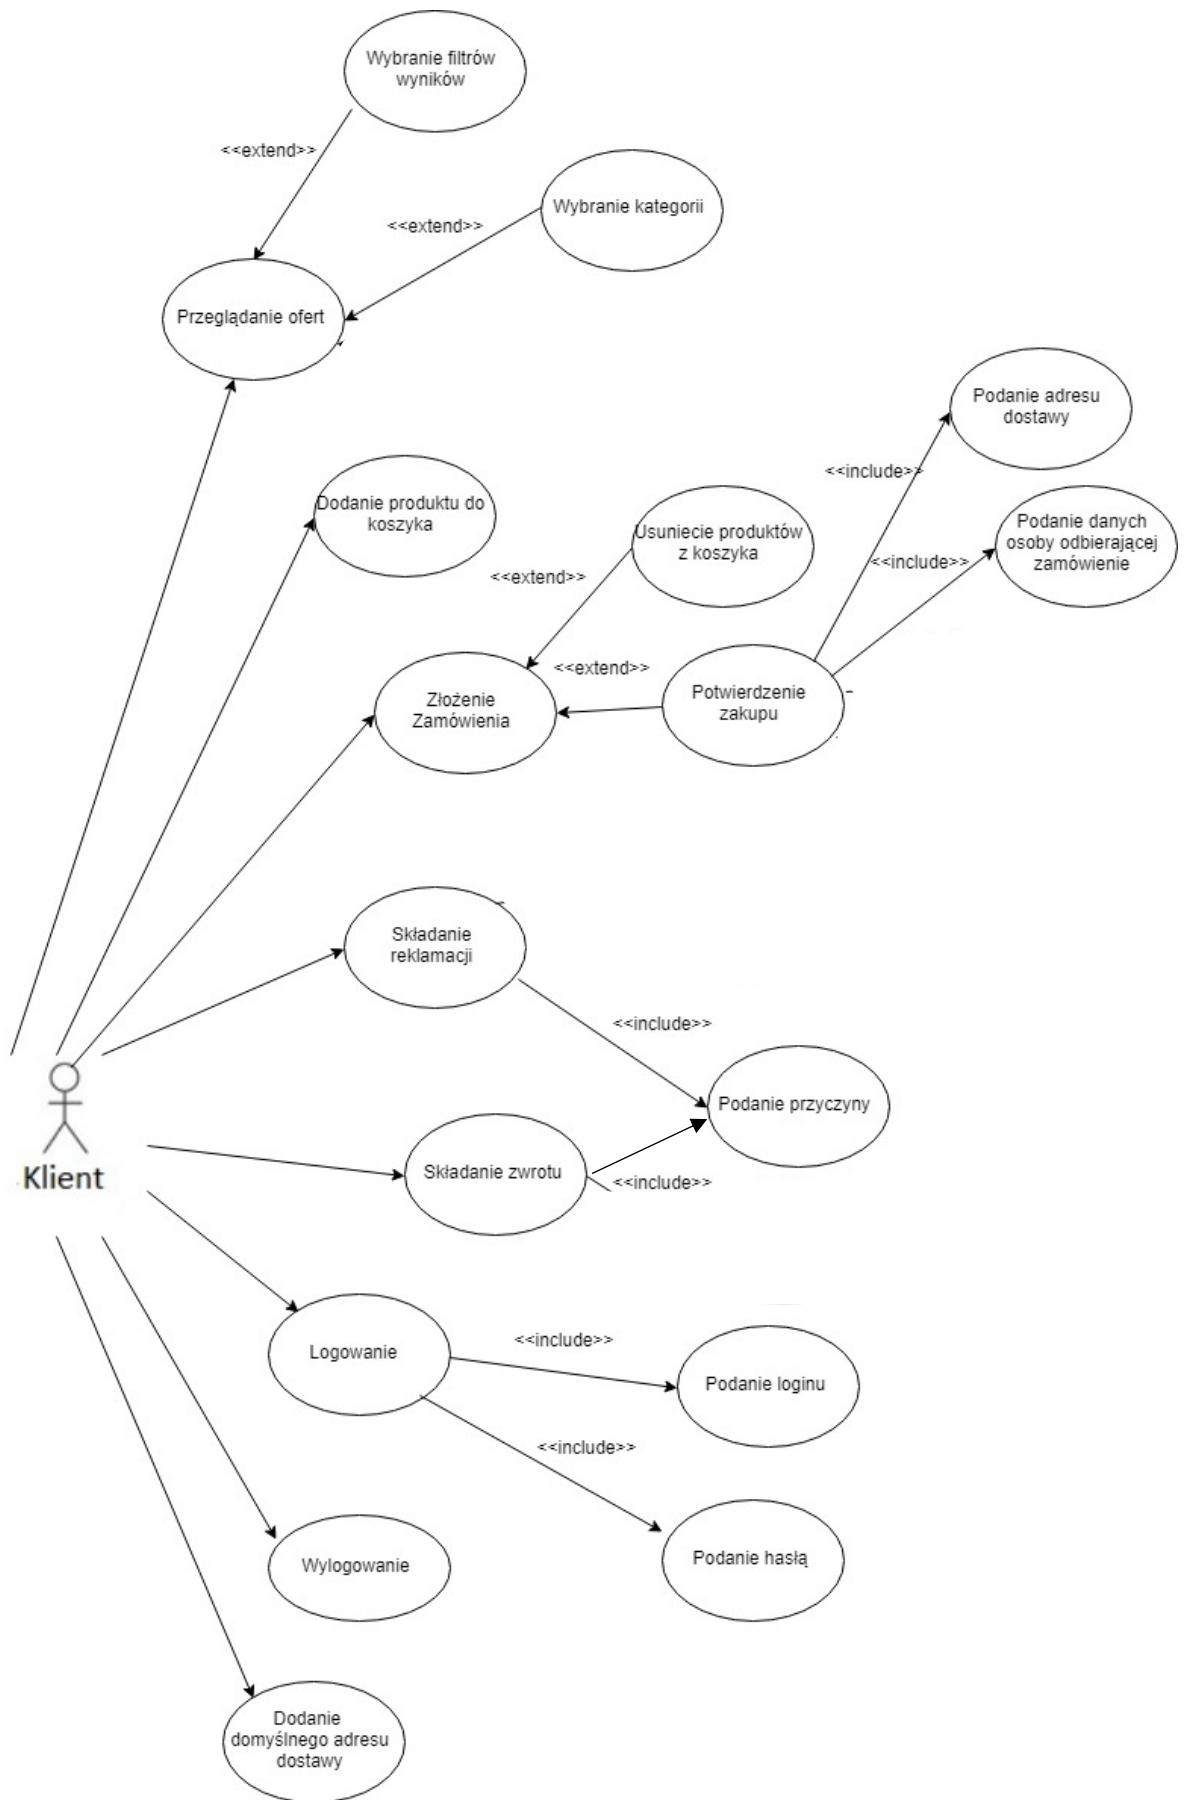 Wybranie filtrów
wyników
<<extend>>
Wybranie kategorii
<<extend>>
Przeglądanie ofert
Podanie adresu
dostawy
<<include>>
Dodanie produktu do
koszyka
Usuniecie produktów
z koszyka
Podanie danych
osoby odbierającej
zamówienie
<<include>>
<<extend>>
<<extend>>
Złożenie
Zamówienia
Potwierdzenie
zakupu
Składanie
reklamacji
<<include>>
Podanie przyczyny
Klient
Składanie zwrotu
<<include>>
Logowanie
<<include>>
Podanie loginu
<<include>>
Wylogowanie
Podanie hasłą
Dodanie
domyślnego adresu
dostawy